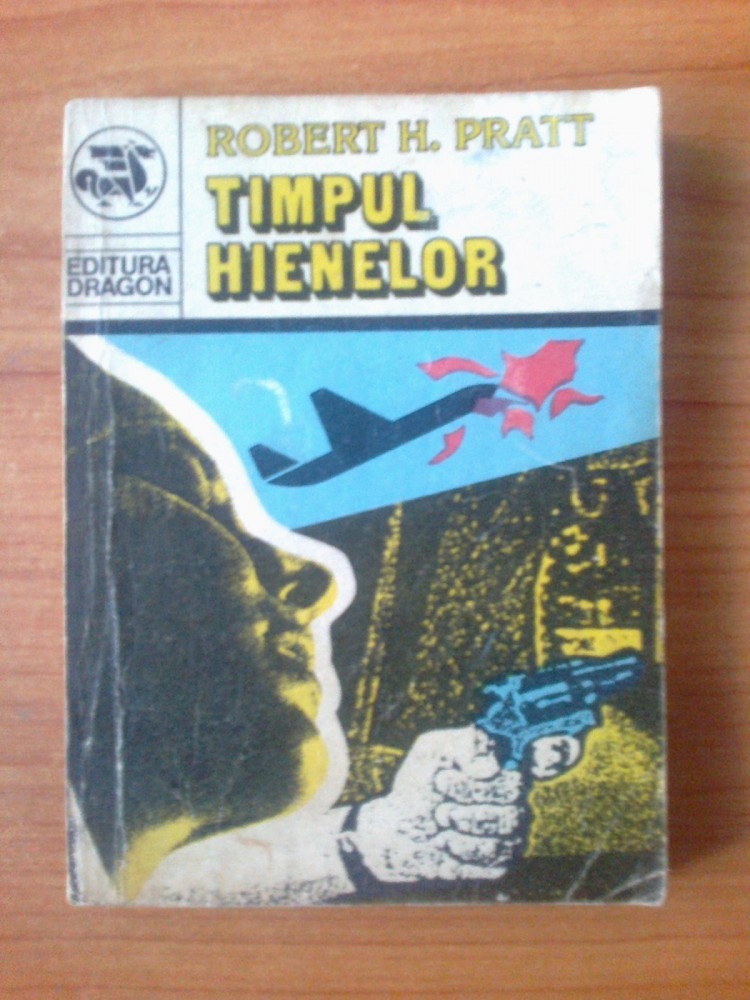 ROBERT H. PRATT
TIMPUL
HIENELOR
EDITURA
DRAGON